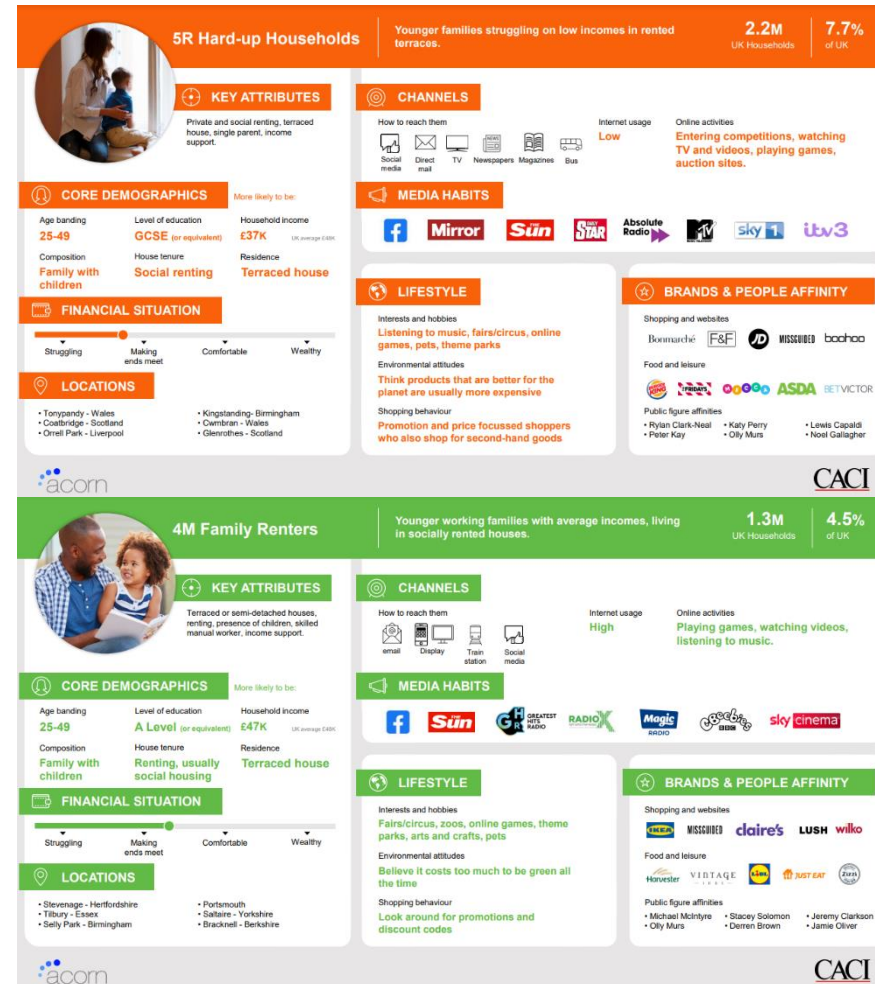 5R Hard-up Households
Younger families struggling on low incomes in rented
terraces.
2.2M
UK Households
7.7%
of UK
KEY ATTRIBUTES
Private and social renting, terraced
house, single parent, income
support.
CHANNELS
How to reach them
Social
media
Direct
mail
TV
Newspapers
Magazines
Bus
Internet usage
Low
Online activities
Entering competitions, watching
TV and videos, playing games,
auction sites.
CORE DEMOGRAPHICS
More likely to be:
Age banding
25-49
Level of education
GCSE (or equivalent)
Household income
£37K
UK average £48K
Composition
Family with
children
House tenure
Social renting
Residence
Terraced house
MEDIA HABITS
Mirror
THE Sun
DAILY STAR
Absolute
Radio
MTV
sky 1
itv3
FINANCIAL SITUATION
Struggling
Making
ends meet
Comfortable
Wealthy
LOCATIONS
• Tonypandy - Wales
• Coatbridge - Scotland
• Orrell Park - Liverpool
• Kingstanding- Birmingham
• Cwmbran - Wales
• Glenrothes - Scotland
LIFESTYLE
Interests and hobbies
Listening to music, fairs/circus, online
games, pets, theme parks
Environmental attitudes
Think products that are better for the
planet are usually more expensive
Shopping behaviour
Promotion and price focussed shoppers
who also shop for second-hand goods
BRANDS & PEOPLE AFFINITY
Shopping and websites
Bonmarché
F&F
JD
MISSGUIDED
boohoo
Food and leisure
BURGER KING
FRIDAYS
MECCA
ASDA
BETVICTOR
Public figure affinities
• Rylan Clark-Neal
• Peter Kay
• Katy Perry
• Olly Murs
• Lewis Capaldi
• Noel Gallagher
acorn
CACI
4M Family Renters
Younger working families with average incomes, living
in socially rented houses.
1.3M
UK Households
4.5%
of UK
KEY ATTRIBUTES
Terraced or semi-detached houses,
renting, presence of children, skilled
manual worker, income support.
CHANNELS
How to reach them
email
Display
Train
station
Social
media
Internet usage
High
Online activities
Playing games, watching videos,
listening to music.
CORE DEMOGRAPHICS
More likely to be:
Age banding
25-49
Level of education
A Level (or equivalent)
Household income
£47K
UK average £48K
Composition
Family with
children
House tenure
Renting, usually
social housing
Residence
Terraced house
MEDIA HABITS
THE Sun
GHR GREATEST
HITS
RADIO
RADIO X
Magic
RADIO
CBeebies
BBC
sky cinema
FINANCIAL SITUATION
Struggling
Making
ends meet
Comfortable
Wealthy
LOCATIONS
• Stevenage - Hertfordshire
• Tilbury - Essex
• Selly Park - Birmingham
• Portsmouth
• Saltaire - Yorkshire
• Bracknell - Berkshire
LIFESTYLE
Interests and hobbies
Fairs/circus, zoos, online games, theme
parks, arts and crafts, pets
Environmental attitudes
Believe it costs too much to be green all
the time
Shopping behaviour
Look around for promotions and
discount codes
BRANDS & PEOPLE AFFINITY
Shopping and websites
IKEA
MISSGUIDED
claire's
LUSH
wilko
Food and leisure
Harvester
VINTAGE
INNS
LIDL
JUST EAT
Zizzi
Public figure affinities
• Michael McIntyre
• Olly Murs
• Stacey Solomon
• Derren Brown
• Jeremy Clarkson
• Jamie Oliver
acorn
CACI